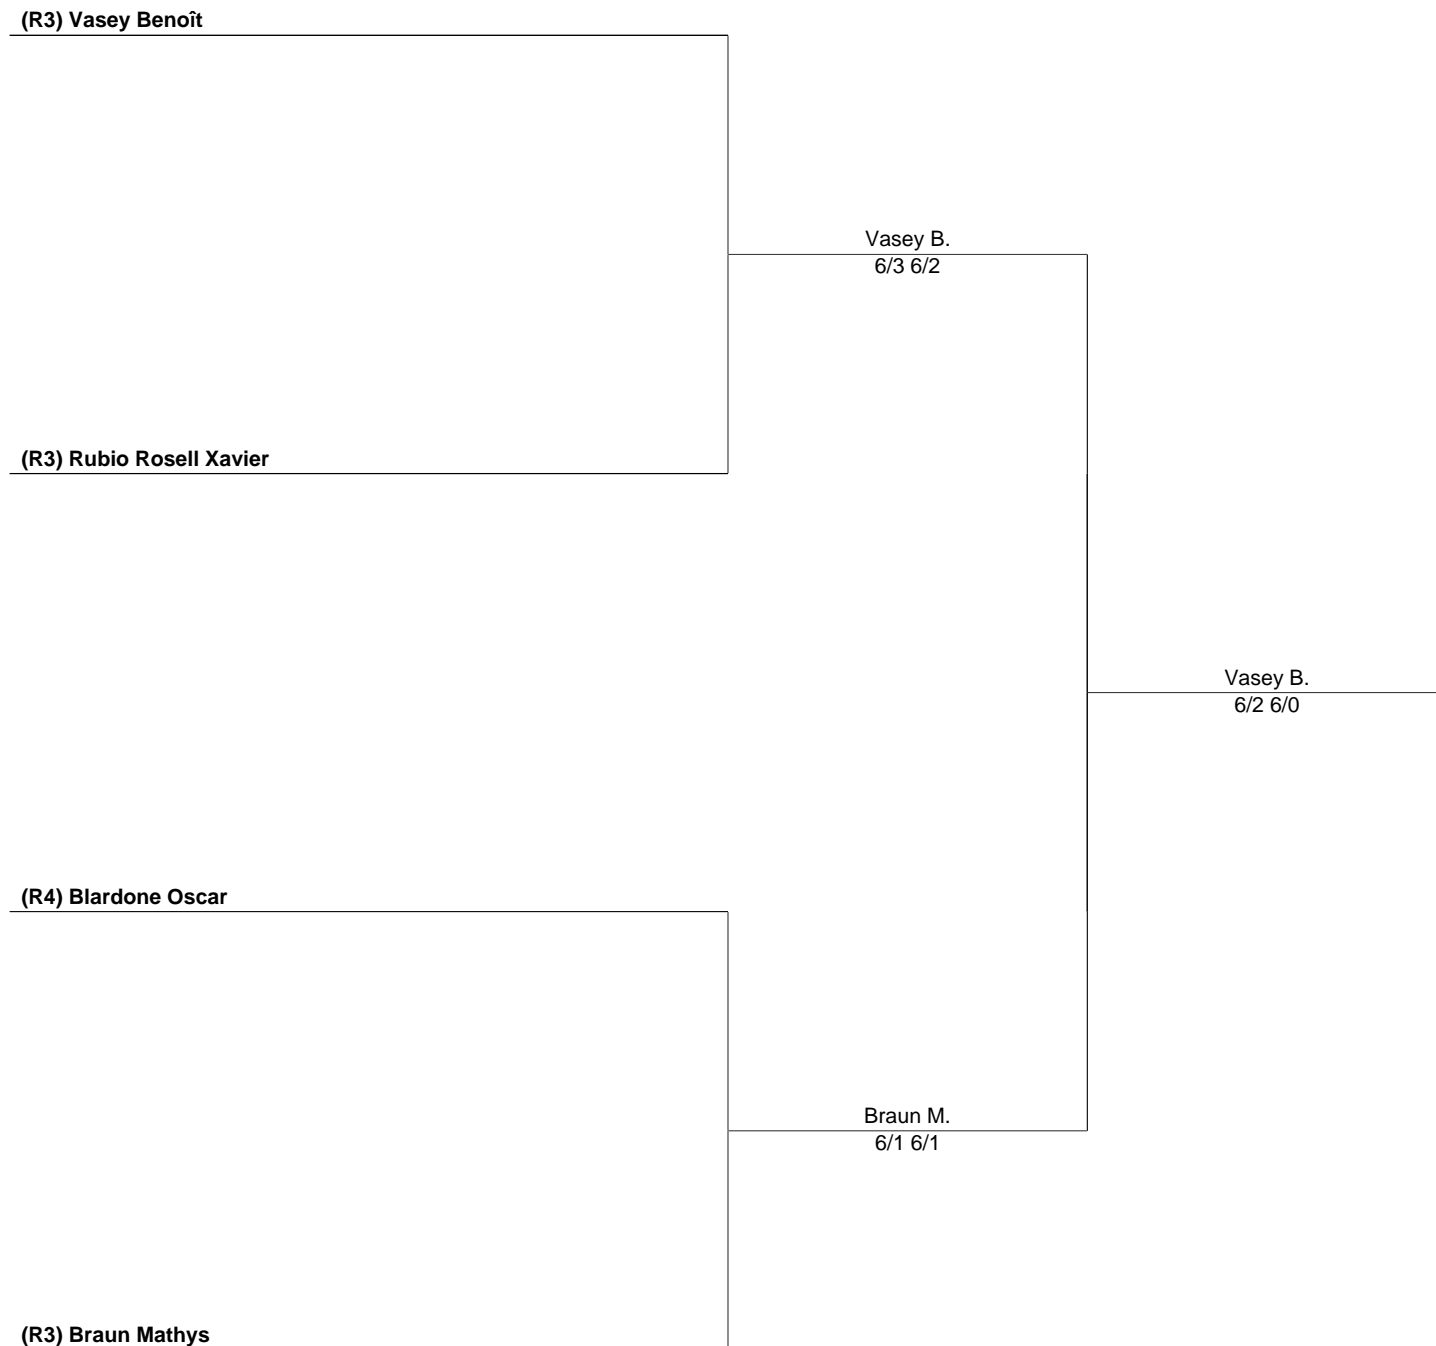 (R3) Vasey Benoît
Vasey B.
6/3 6/2
(R3) Rubio Rosell Xavier
Vasey B.
6/2 6/0
(R4) Blardone Oscar
Braun M.
6/1 6/1
(R3) Braun Mathys